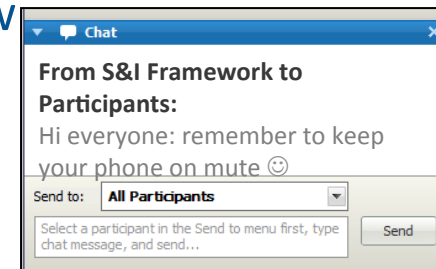 w
Chat
From S&I Framework to
Participants:
Hi everyone: remember to keep
your phone on mute ☺
Send to: All Participants
Select a participant in the Send to menu first, type
chat message, and send...
Send